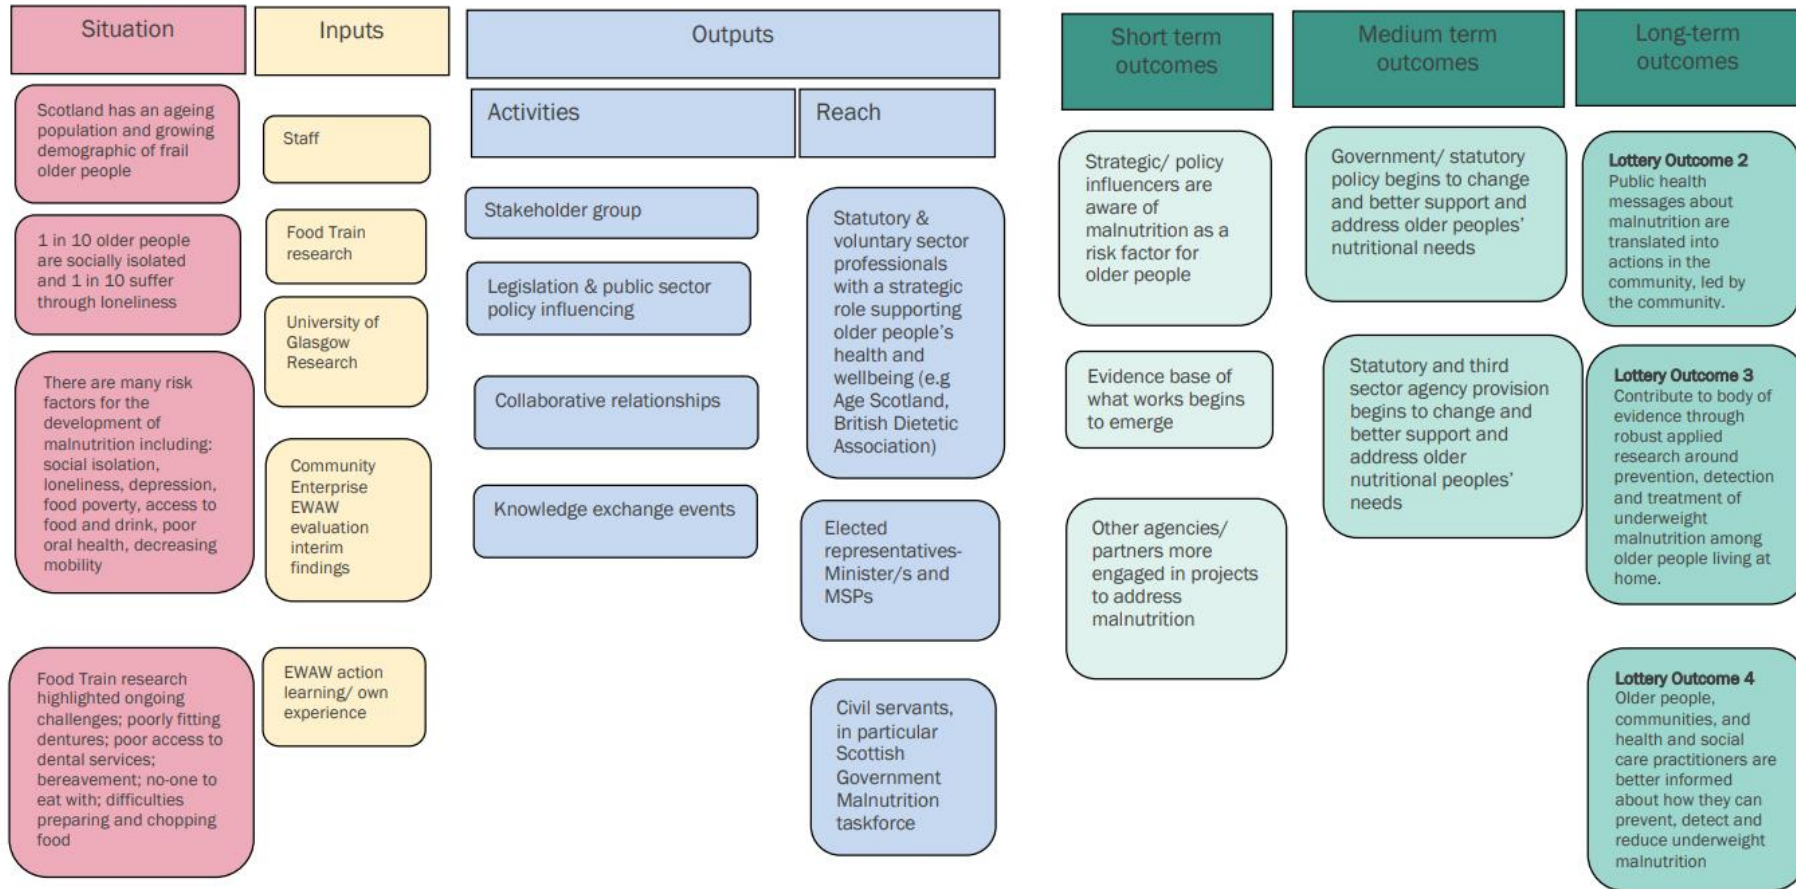 Situation
Scotland has an ageing
population and growing
demographic of frail
older people
1 in 10 older people
are socially isolated
and 1 in 10 suffer
through loneliness
There are many risk
factors for the
development of
malnutrition including:
social isolation,
loneliness, depression,
food poverty, access to
food and drink, poor
oral health, decreasing
mobility
Food Train research
highlighted ongoing
challenges; poorly fitting
dentures; poor access to
dental services;
bereavement; no-one to
eat with; difficulties
preparing and chopping
food
Inputs
Staff
Food Train
research
University of
Glasgow
Research
Community
Enterprise
EWAW
evaluation
interim
findings
EWAW action
learning/ own
experience
Outputs
Activities
Stakeholder group
Legislation & public sector
policy influencing
Collaborative relationships
Knowledge exchange events
Reach
Statutory &
voluntary sector
professionals
with a strategic
role supporting
older people's
health and
wellbeing (e.g
Age Scotland,
British Dietetic
Association)
Elected
representatives-
Minister/s and
MSPs
Civil servants,
in particular
Scottish
Government
Malnutrition
taskforce
Short term
outcomes
Strategic/ policy
influencers are
aware of
malnutrition as a
risk factor for
older people
Evidence base of
what works begins
to emerge
Other agencies/
partners more
engaged in projects
to address
malnutrition
Medium term
outcomes
Government/ statutory
policy begins to change
and better support and
address older peoples'
nutritional needs
Statutory and third
sector agency provision
begins to change and
better support and
address older
nutritional peoples'
needs
Long-term
outcomes
Lottery Outcome 2
Public health
messages about
malnutrition are
translated into
actions in the
community, led by
the community.
Lottery Outcome 3
Contribute to body of
evidence through
robust applied
research around
prevention, detection
and treatment of
underweight
malnutrition among
older people living at
home.
Lottery Outcome 4
Older people,
communities, and
health and social
care practitioners are
better informed
about how they can
prevent, detect and
reduce underweight
malnutrition